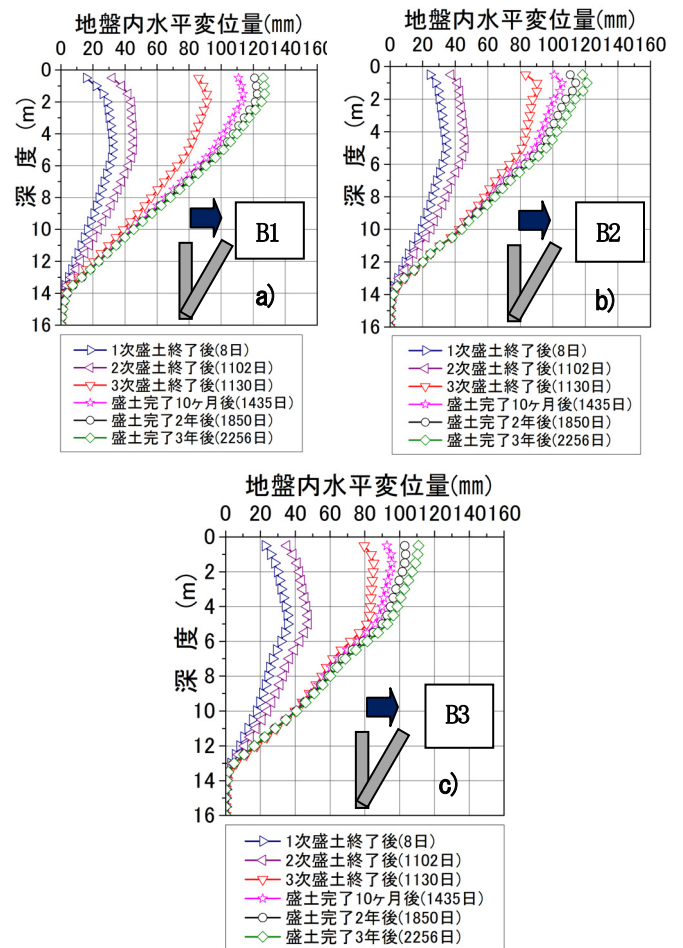 地盤内水平変位量(mm)
0 20 40 60 80 100 120 140 160
深度 (m)
0
2
4
6
8
10
12
14
16
B1
a)
1次盛土終了後(8日)
2次盛土終了後(1102日)
3次盛土終了後(1130日)
盛土完了10ヶ月後(1435日)
盛土完了2年後(1850日)
盛土完了3年後(2256日)
地盤内水平変位量(mm)
0 20 40 60 80 100 120 140 160
深度 (m)
0
2
4
6
8
10
12
14
16
B2
b)
1次盛土終了後(8日)
2次盛土終了後(1102日)
3次盛土終了後(1130日)
盛土完了10ヶ月後(1435日)
盛土完了2年後(1850日)
盛土完了3年後(2256日)
地盤内水平変位量(mm)
0 20 40 60 80 100 120 140 160
深度 (m)
0
2
4
6
8
10
12
14
16
B3
c)
1次盛土終了後(8日)
2次盛土終了後(1102日)
3次盛土終了後(1130日)
盛土完了10ヶ月後(1435日)
盛土完了2年後(1850日)
盛土完了3年後(2256日)